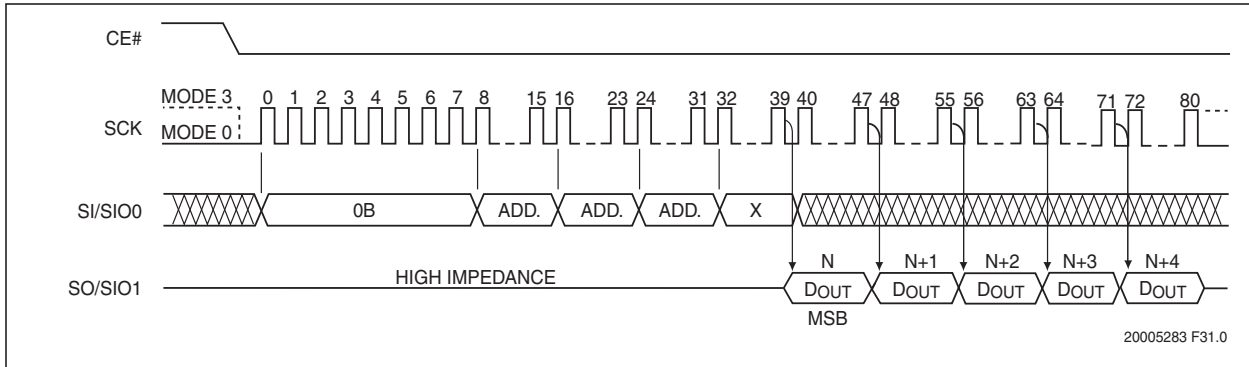 CE#
MODE 3
0 1 2 3 4 5 6 7 8 15 16 23 24 31 32 39 40 47 48 55 56 63 64 71 72 80
SCK
MODE 0
SI/SIO0
0B
ADD.
ADD.
ADD.
X
N
N+1
N+2
N+3
N+4
SO/SIO1
HIGH IMPEDANCE
DOUT
DOUT
DOUT
DOUT
DOUT
MSB
20005283 F31.0